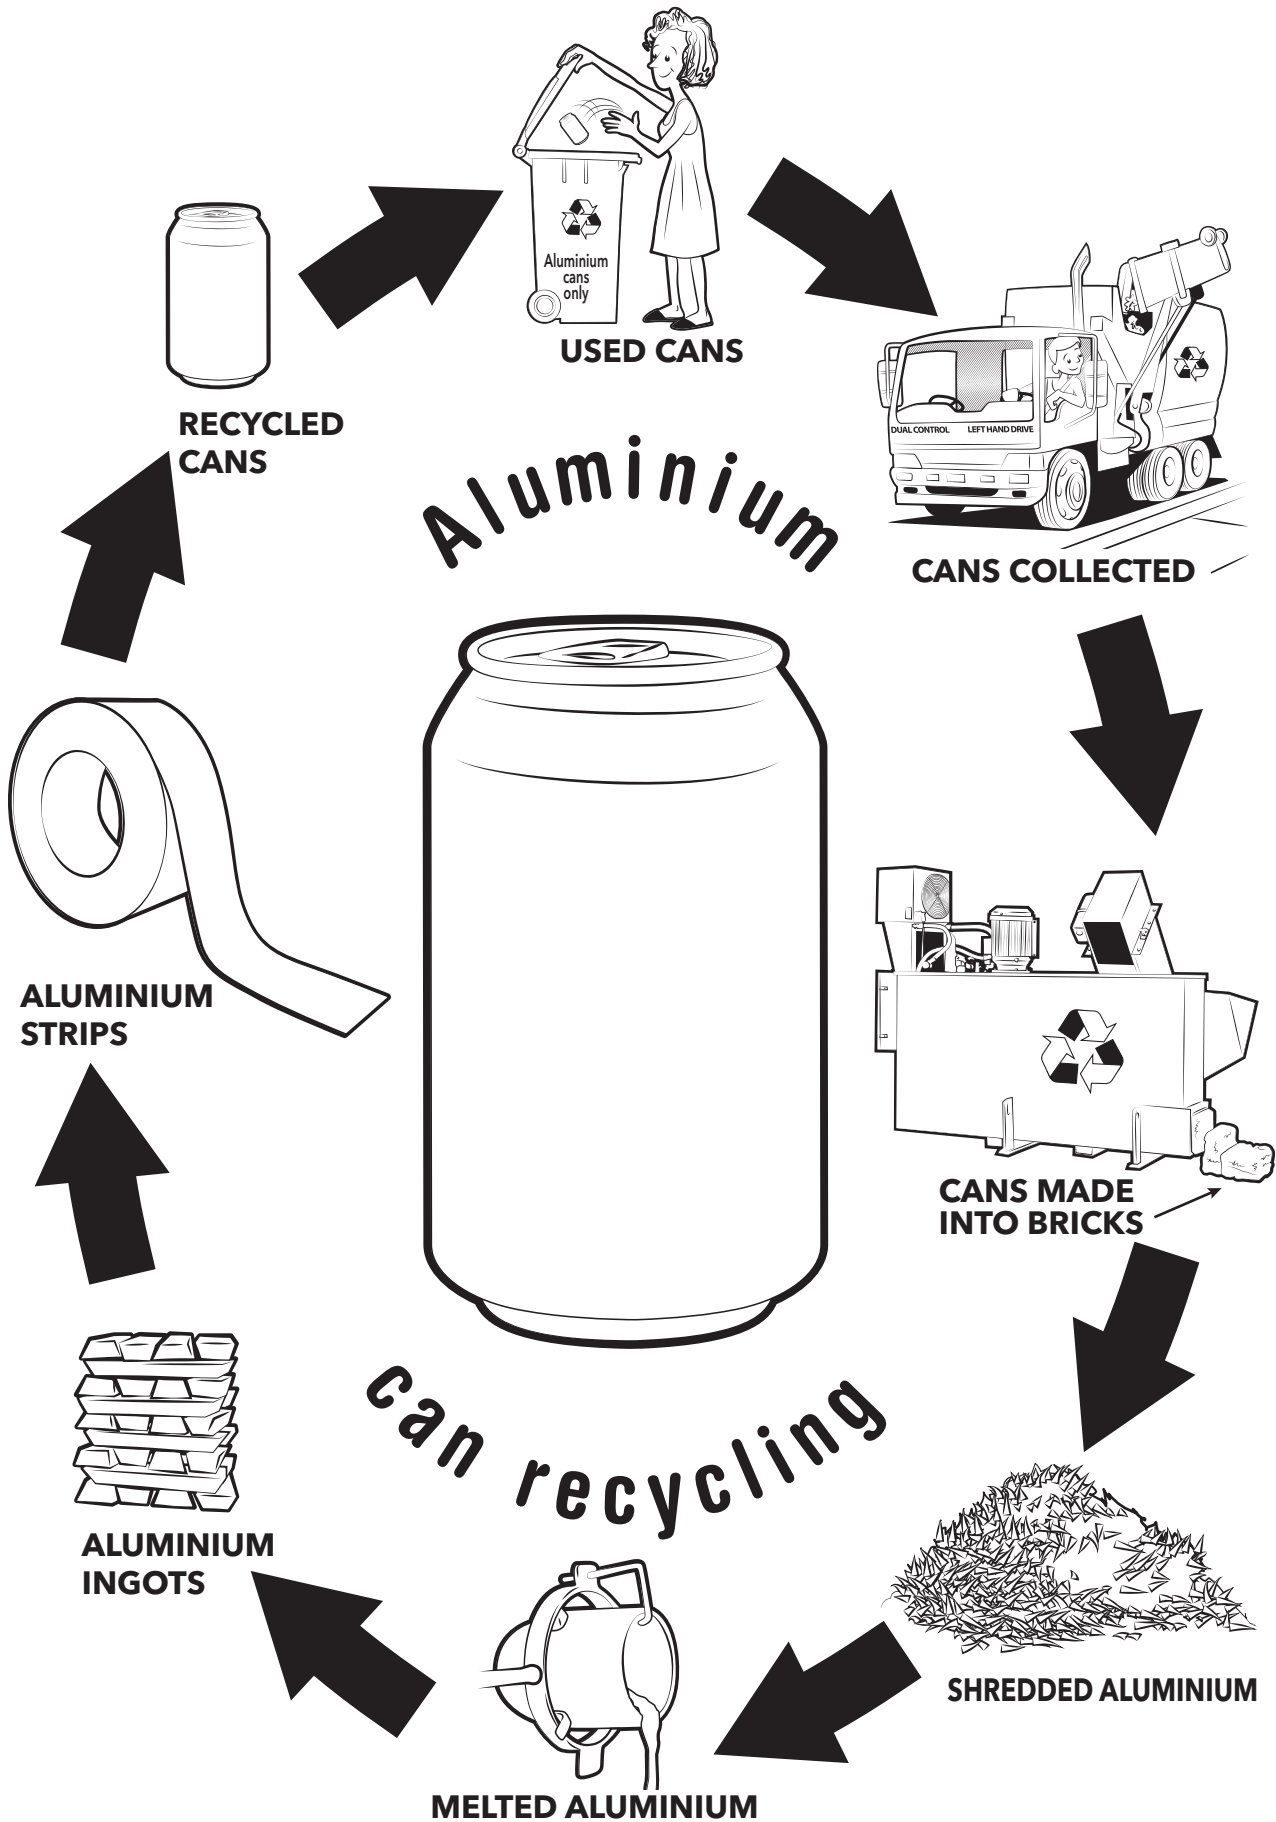 Aluminium
cans
only
USED CANS
RECYCLED
CANS
DUAL CONTROL LEFT HAND DRIVE
Aluminium
CANS COLLECTED
ALUMINIUM
STRIPS
CANS MADE
INTO BRICKS
can recycling
ALUMINIUM
INGOTS
SHREDDED ALUMINIUM
MELTED ALUMINIUM